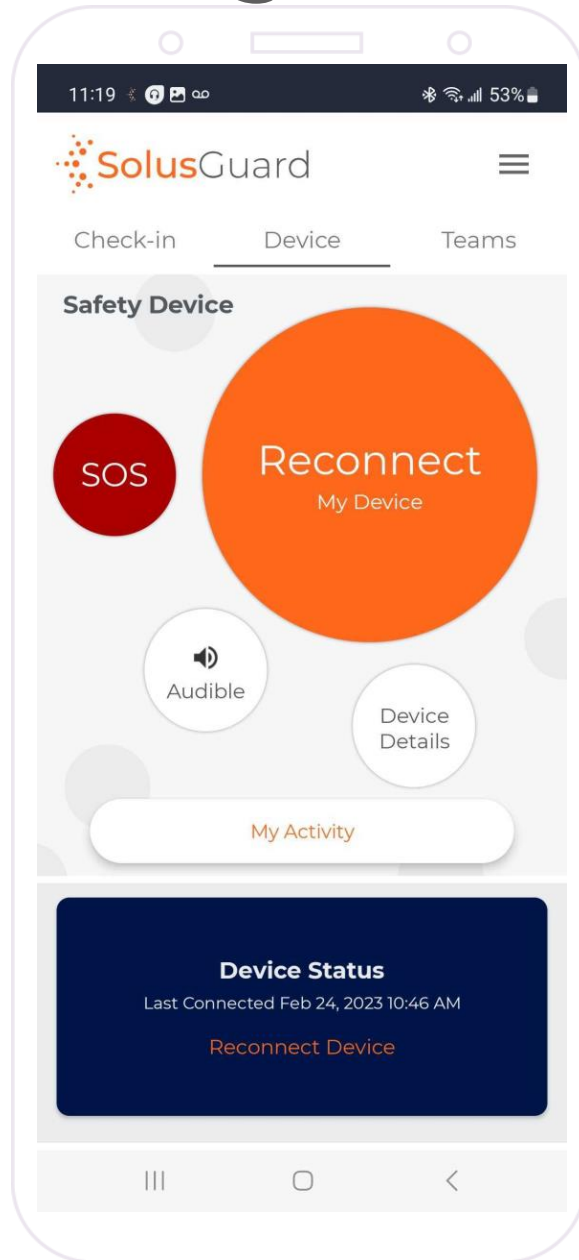 11:19 53%
SolusGuard
Check-in Device Teams
Safety Device
SOS
Reconnect
My Device
Audible
Device
Details
My Activity
Device Status
Last Connected Feb 24, 2023 10:46 AM
Reconnect Device